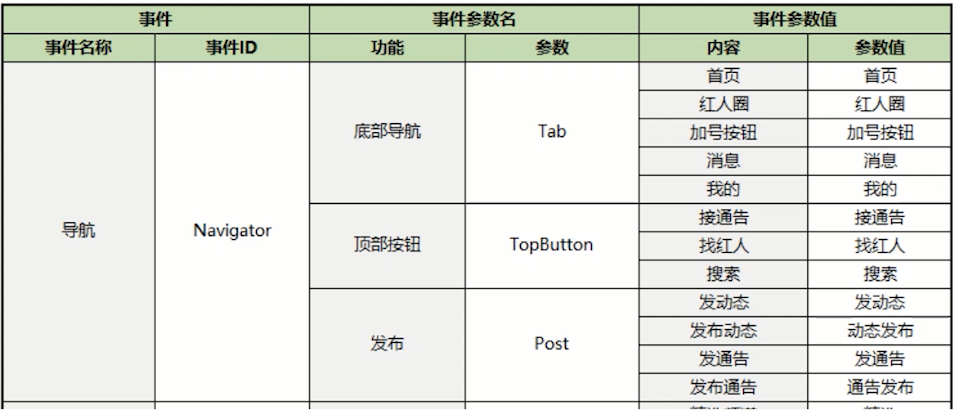 事件 事件参数名 事件参数值
事件名称 事件ID 功能 参数 内容 参数值
导航 Navigator 底部导航 Tab 首页 首页
红人圈 红人圈
加号按钮 加号按钮
消息 消息
我的 我的
顶部按钮 TopButton 接通告 接通告
找红人 找红人
搜索 搜索
发布 Post 发动态 发动态
发布动态 动态发布
发通告 发通告
发布通告 通告发布